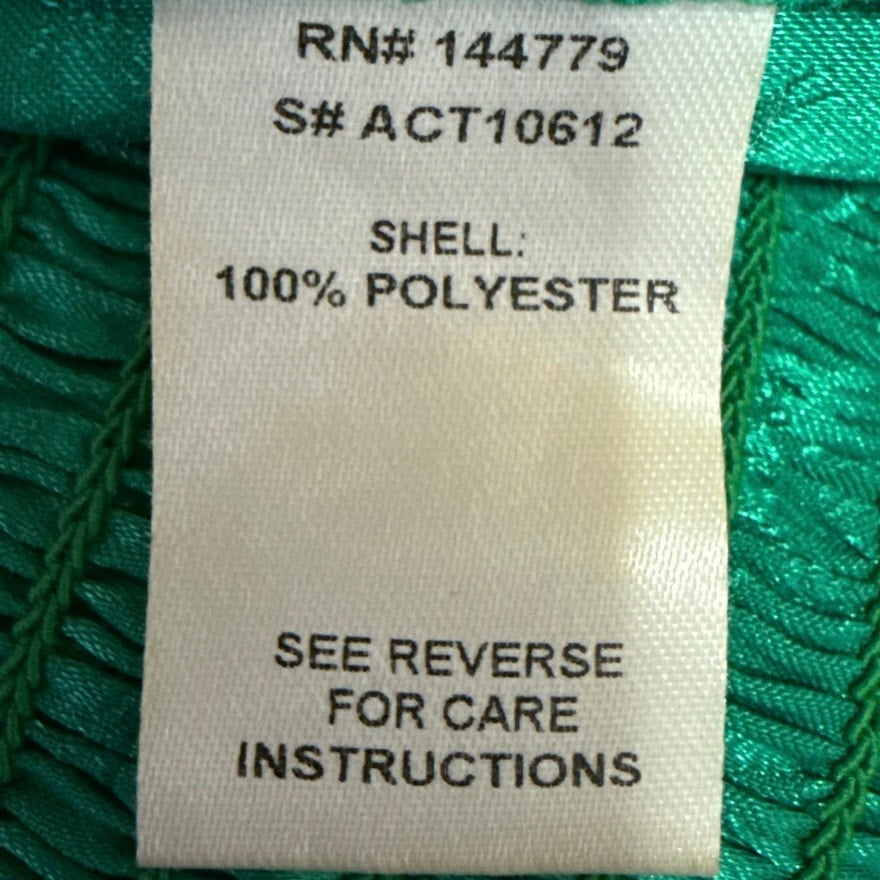 RN# 144779
S# ACT10612
SHELL:
100% POLYESTER
SEE REVERSE
FOR CARE
INSTRUCTIONS